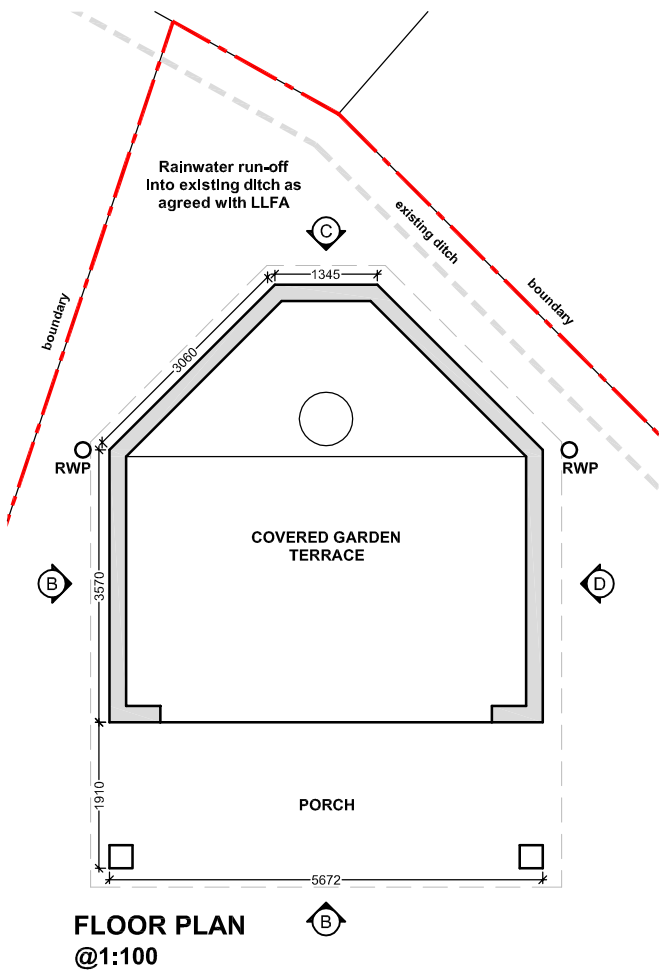 Rainwater run-off
into existing ditch as
agreed with LLFA
existing ditch
boundary
boundary
C
1345
3060
RWP
RWP
COVERED GARDEN
TERRACE
B
D
3570
1910
PORCH
5672
B
FLOOR PLAN
@1:100